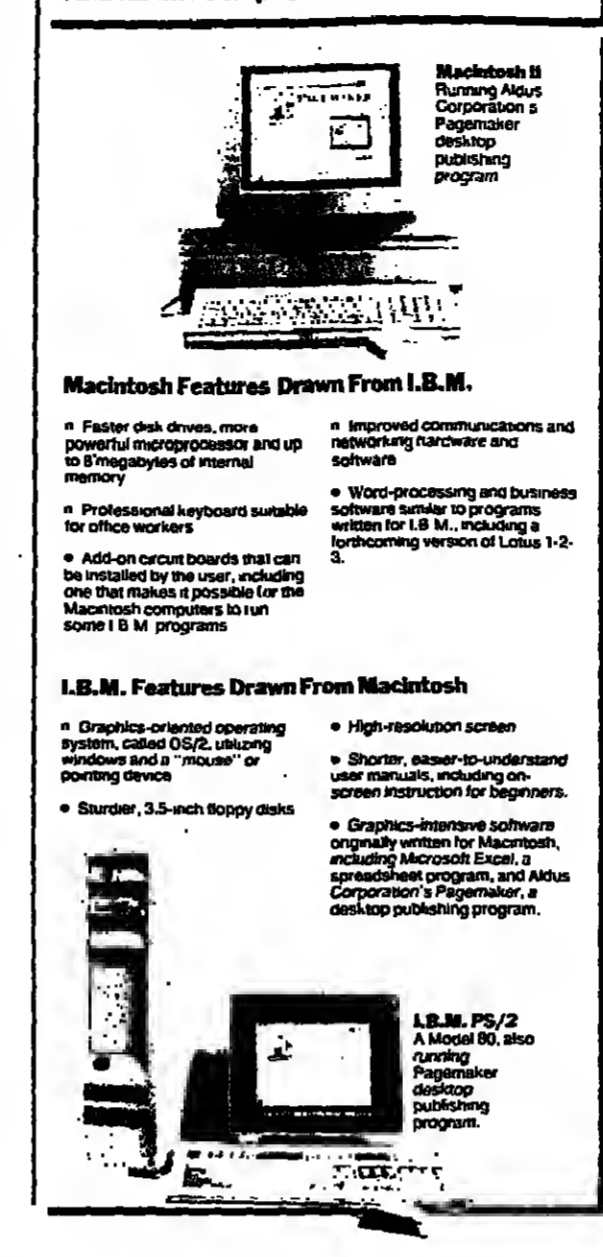 Macintosh II
Running Aldus
Corporation s
Pagemaker
desktop
publishing
program
PAGEMAKER
Macintosh Features Drawn From I.B.M.
Faster disk drives, more
powerful microprocessor and up
to 8 megabytes of internal
memory
Professional keyboard suitable
for office workers
• Add-on circuit boards that can
be installed by the user, including
one that makes it possible for the
Macintosh computers to run
some I B M programs
Improved communications and
networking hardware and
software
• Word-processing and business
software similar to programs
written for I.B M., including a
forthcoming version of Lotus 1-2-
3.
I.B.M. Features Drawn From Macintosh
Graphics-oriented operating
system, called OS/2, utilizing
windows and a "mouse" or
pointing device
• Sturdier, 3.5-inch floppy disks
• High-resolution screen
• Shorter, easier-to-understand
user manuals, including on-
screen instruction for beginners.
• Graphics-intensive software
originally written for Macintosh,
including Microsoft Excel, a
spreadsheet program, and Aldus
Corporation's Pagemaker, a
desktop publishing program.
I.B.M. PS/2
A Model 80, also
running
Pagemaker
desktop
publishing
program.